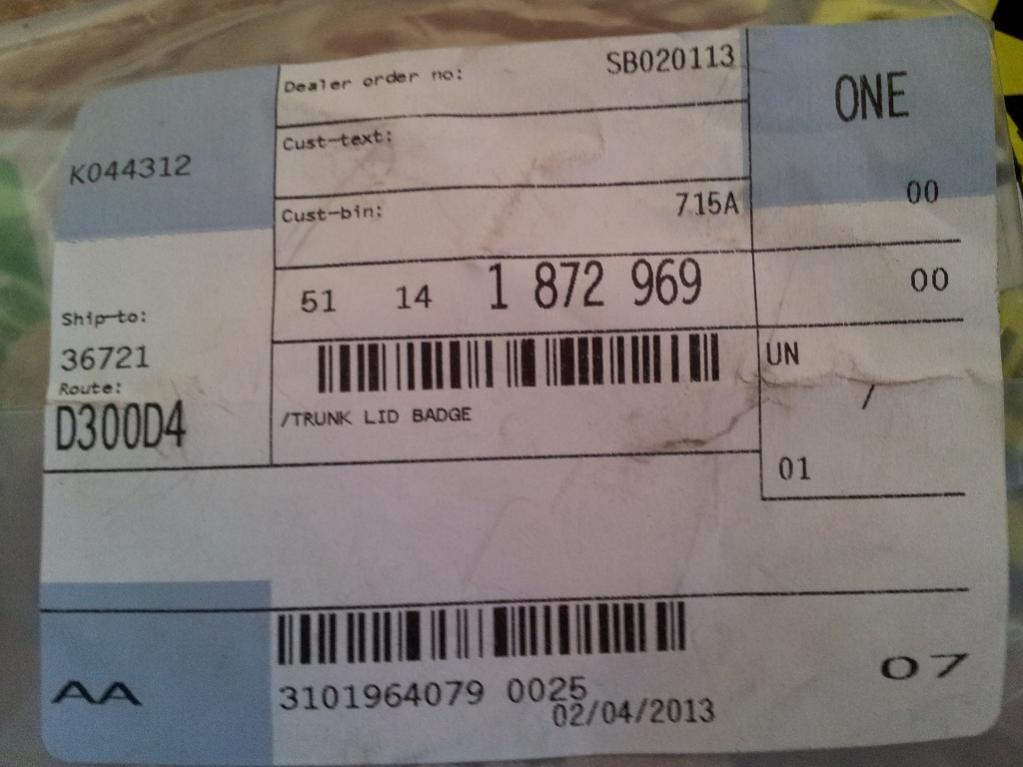 Dealer order no: SB020113
ONE
K044312
Cust-text:
Cust-bin: 715A
00
51 14 1 872 969
00
Ship-to:
36721
Route:
D300D4
UN
/
/TRUNK LID BADGE
01
AA
3101964079 0025
02/04/2013
07